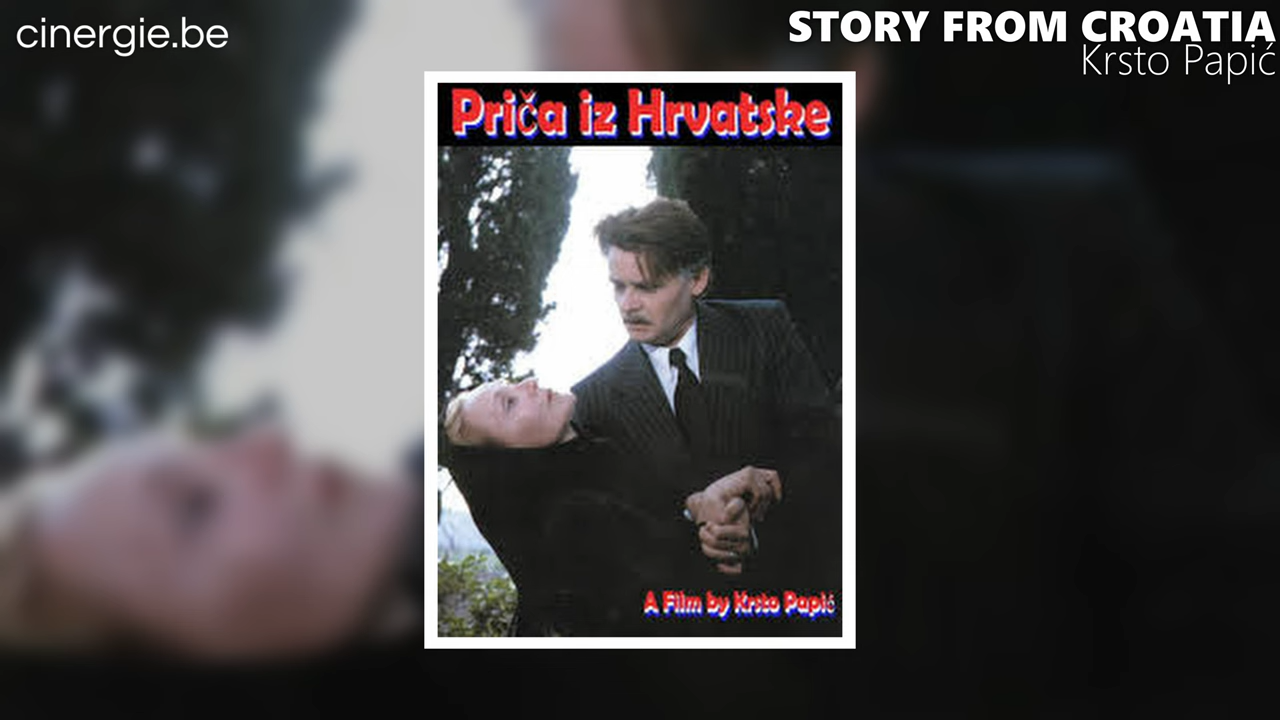 cinergie.be
STORY FROM CROATIA
Krsto Papić
Priča iz Hrvatske
A Film by Krsto Papić